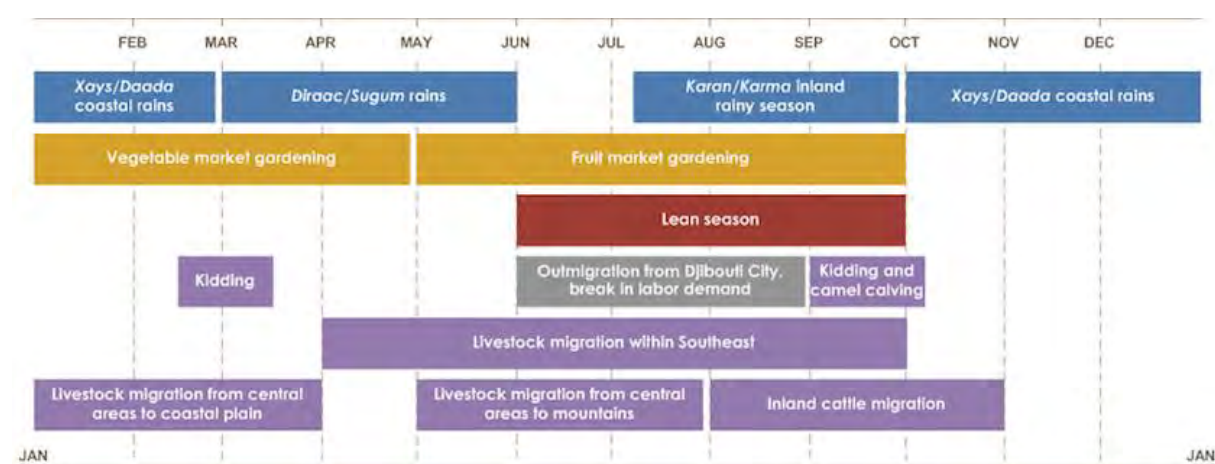 FEB MAR APR MAY JUN JUL AUG SEP OCT NOV DEC
Xays/Daada
coastal rains
Diraac/Sugum rains
Karan/Karma inland
rainy season
Xays/Daada coastal rains
Vegetable market gardening
Fruit market gardening
Lean season
Kidding
Outmigration from Djibouti City,
break in labor demand
Kidding and
camel calving
Livestock migration within Southeast
Livestock migration from central
areas to coastal plain
Livestock migration from central
areas to mountains
Inland cattle migration
JAN JAN